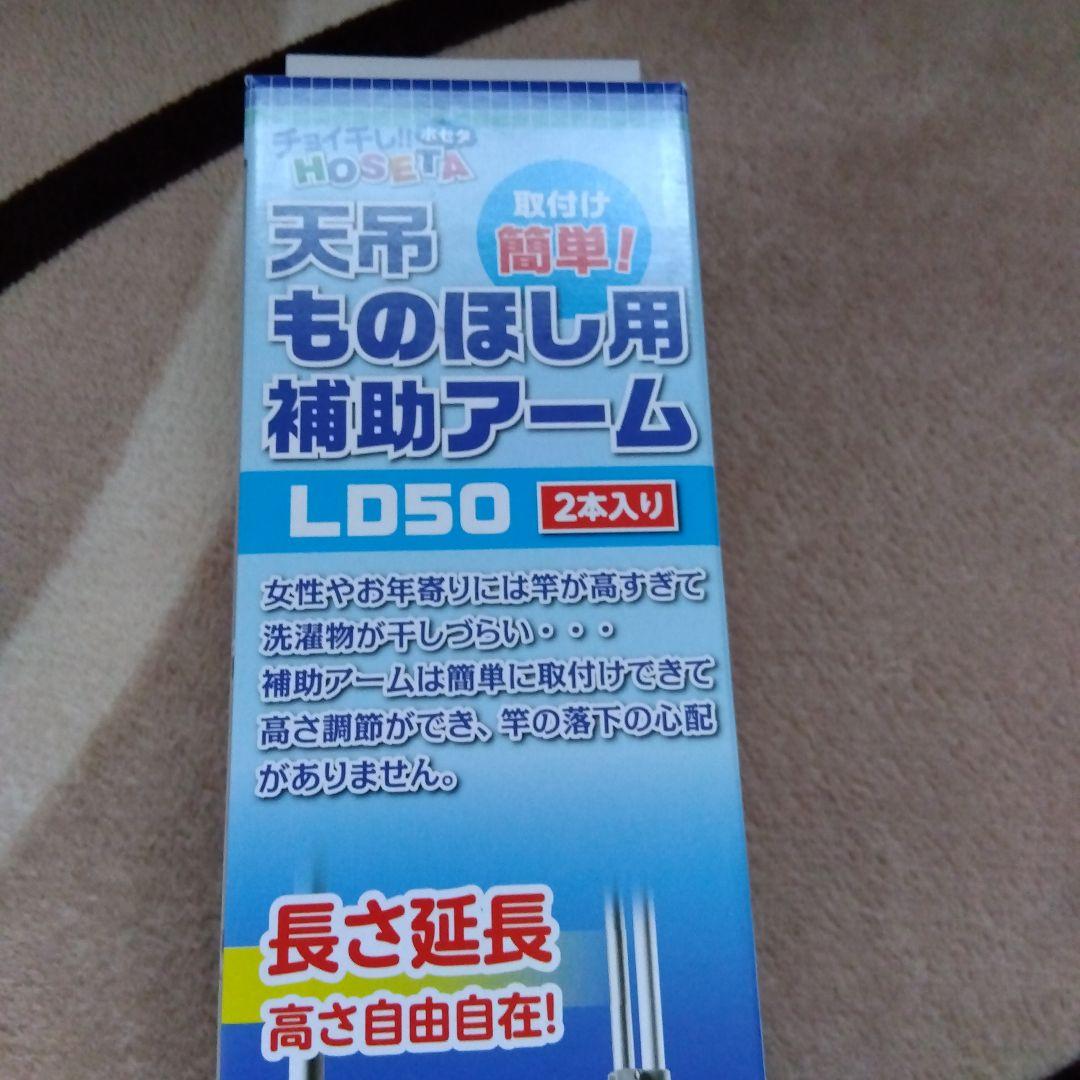 チョイ干し!! ホセタ
HOSETA
取付け
簡単!
天吊
ものほし用
補助アーム
LD50 2本入り
女性やお年寄りには竿が高すぎて
洗濯物が干しづらい・・・
補助アームは簡単に取付けできて
高さ調節ができ、竿の落下の心配
がありません。
長さ延長
高さ自由自在!